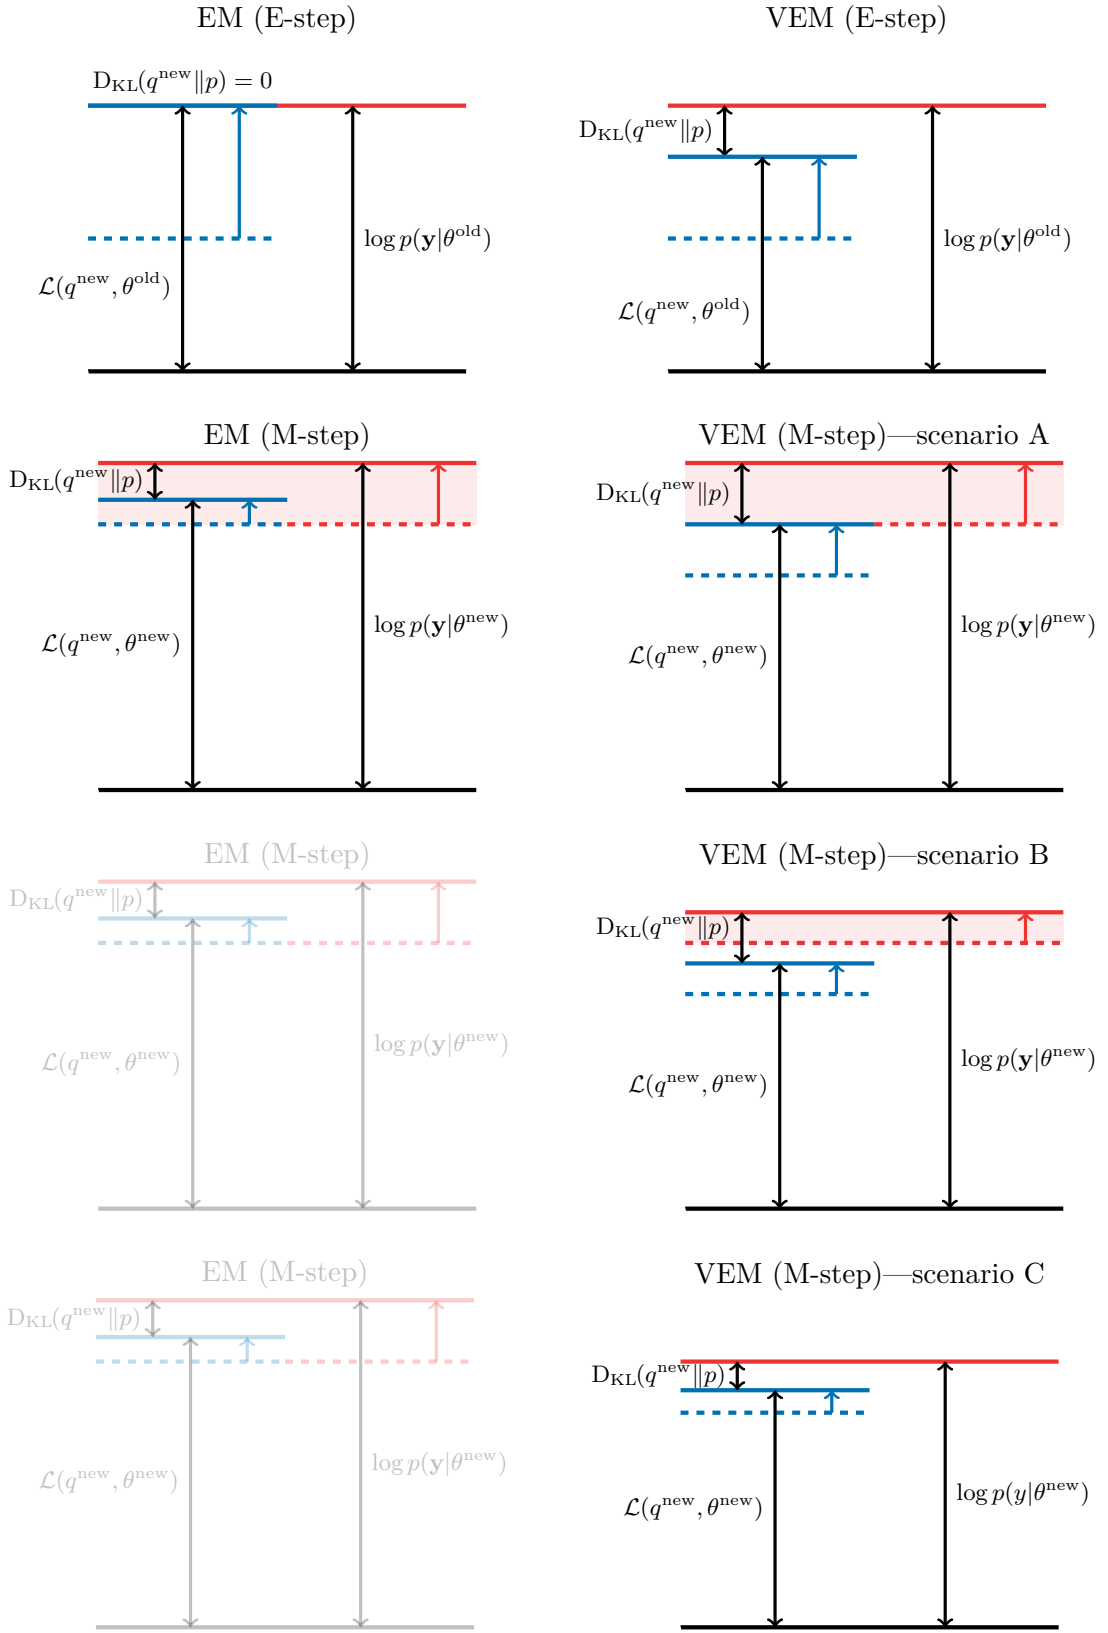 EM (E-step)
VEM (E-step)
D_KL(q^new‖p) = 0
D_KL(q^new‖p)
log p(𝐲|θ^old)
log p(𝐲|θ^old)
ℒ(q^new, θ^old)
ℒ(q^new, θ^old)
EM (M-step)
VEM (M-step)—scenario A
D_KL(q^new‖p)
D_KL(q^new‖p)
log p(𝐲|θ^new)
log p(𝐲|θ^new)
ℒ(q^new, θ^new)
ℒ(q^new, θ^new)
EM (M-step)
VEM (M-step)—scenario B
D_KL(q^new‖p)
D_KL(q^new‖p)
log p(𝐲|θ^new)
log p(𝐲|θ^new)
ℒ(q^new, θ^new)
ℒ(q^new, θ^new)
EM (M-step)
VEM (M-step)—scenario C
D_KL(q^new‖p)
D_KL(q^new‖p)
log p(𝐲|θ^new)
log p(y|θ^new)
ℒ(q^new, θ^new)
ℒ(q^new, θ^new)